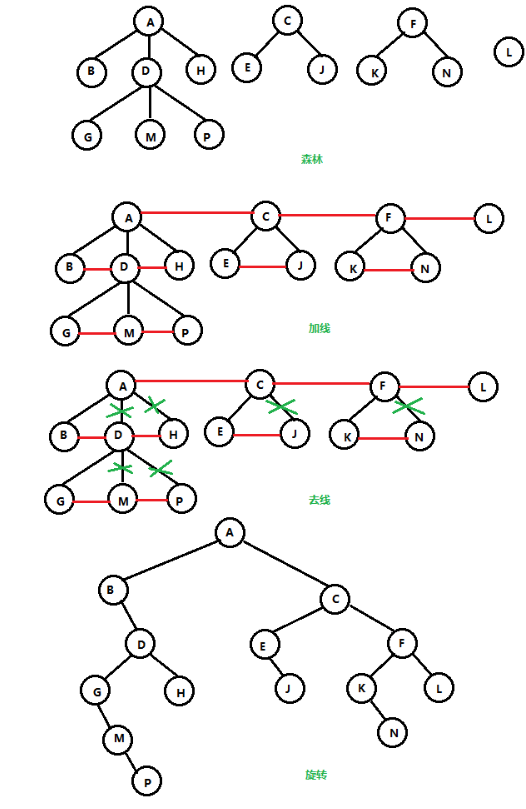 A C F L
B D H E J K N
G M P
森林
A C F L
B D H E J K N
G M P
加线
A C F L
B D H E J K N
G M P
去线
A
B C
D E F
G H J K L
M N
P
旋转